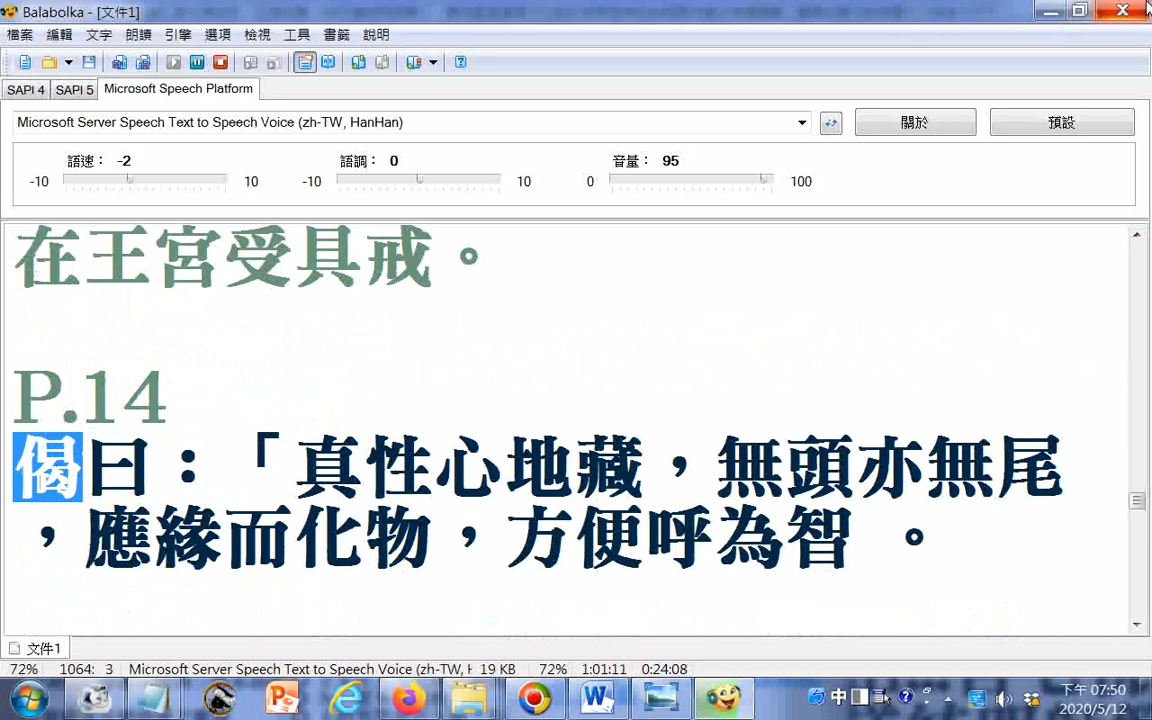 Balabolka - [文件1]
檔案 編輯 文字 朗讀 引擎 選項 檢視 工具 書籤 說明
SAPI 4 SAPI 5 Microsoft Speech Platform
Microsoft Server Speech Text to Speech Voice (zh-TW, HanHan) 關於 預設
語速： -2 語調： 0 音量： 95
-10 10 -10 10 0 100
在王宮受具戒。
P.14
偈曰：「真性心地藏，無頭亦無尾
，應緣而化物，方便呼為智 。
文件1
72% 1064: 3 Microsoft Server Speech Text to Speech Voice (zh-TW, H 19 KB 72% 1:01:11 0:24:08
中 下午 07:50
2020/5/12